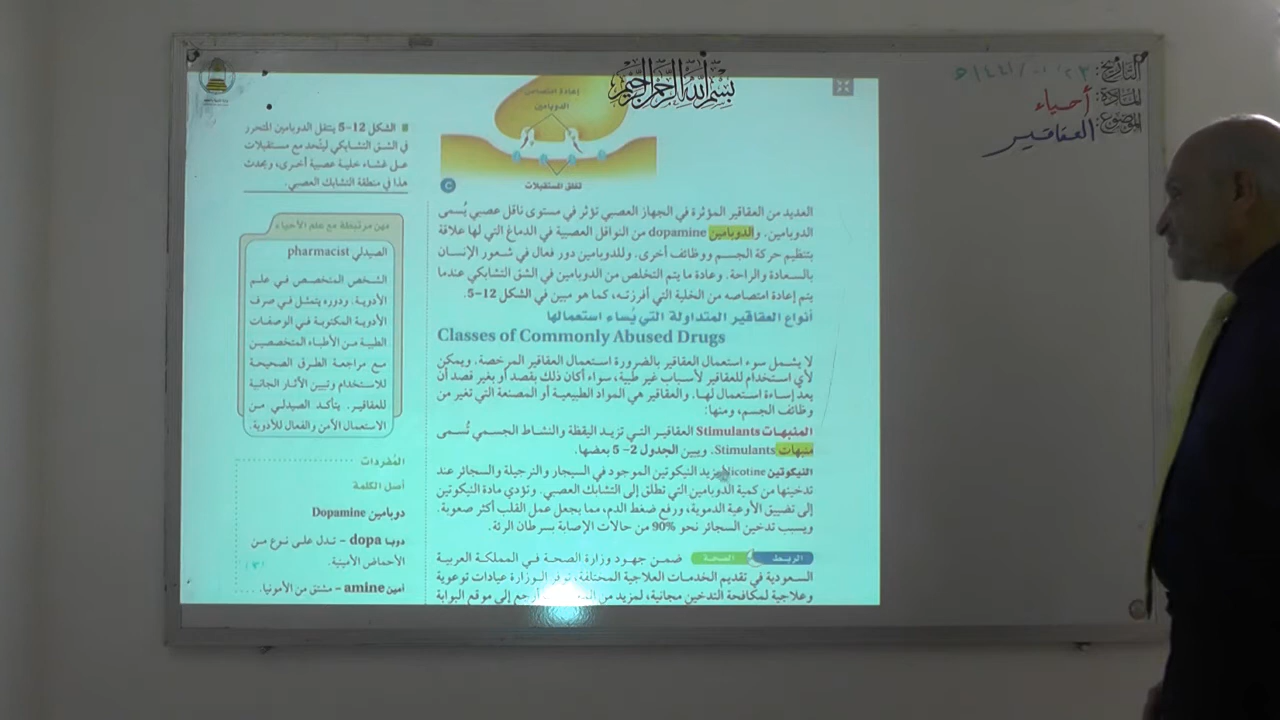 بسم الله الرحمن الرحيم
التاريخ: ٢٣/ /١٤٤١هـ
المادة: أحياء
الموضوع: العقاقير
إعادة امتصاص
الدوبامين
تغلق المستقبلات
C
العديد من العقاقير المؤثرة في الجهاز العصبي تؤثر في مستوى ناقل عصبي يُسمى
الدوبامين. والدوبامين dopamine من النواقل العصبية في الدماغ التي لها علاقة
بتنظيم حركة الجسم ووظائف أخرى. وللدوبامين دور فعال في شعور الإنسان
بالسعادة والراحة. وعادة ما يتم التخلص من الدوبامين في الشق التشابكي عندما
يتم إعادة امتصاصه من الخلية التي أفرزته، كما هو مبين في الشكل 12–5.
أنواع العقاقير المتداولة التي يُساء استعمالها
Classes of Commonly Abused Drugs
لا يشمل سوء استعمال العقاقير بالضرورة استعمال العقاقير المرخصة. ويمكن
لأي استخدام للعقاقير لأسباب غير طبية، سواء أكان ذلك بقصد أو بغير قصد أن
يعد إساءة استعمال لها. والعقاقير هي المواد الطبيعية أو المصنعة التي تغير من
وظائف الجسم، ومنها:
المنبهات Stimulants العقاقير التي تزيد اليقظة والنشاط الجسمي تُسمى
منبهات Stimulants. ويبين الجدول 2–5 بعضها.
النيكوتين Nicotine يزيد النيكوتين الموجود في السيجار والنرجيلة والسجائر عند
تدخينها من كمية الدوبامين التي تطلق إلى التشابك العصبي. وتؤدي مادة النيكوتين
إلى تضييق الأوعية الدموية، ورفع ضغط الدم، مما يجعل عمل القلب أكثر صعوبة.
ويسبب تدخين السجائر نحو 90% من حالات الإصابة بسرطان الرئة.
الربط الصحة ضمن جهود وزارة الصحة في المملكة العربية
السعودية في تقديم الخدمات العلاجية المختلفة، توفر الوزارة عيادات توعوية
وعلاجية لمكافحة التدخين مجانية، لمزيد من ارجع إلى موقع البوابة
الشكل 12–5 ينتقل الدوبامين المتحرر
في الشق التشابكي ليتحد مع مستقبلات
على غشاء خلية عصبية أخرى، ويحدث
هذا في منطقة التشابك العصبي.
مهن مرتبطة مع علم الأحياء
الصيدلي pharmacist
الشخص المتخصص في علم
الأدوية. ودوره يتمثل في صرف
الأدوية المكتوبة في الوصفات
الطبية من الأطباء المتخصصين
مع مراجعة الطرق الصحيحة
للاستخدام وتبيين الآثار الجانبية
للعقاقير. يتأكد الصيدلي من
الاستعمال الآمن والفعال للأدوية.
المفردات
أصل الكلمة
دوبامين Dopamine
دوبا dopa – تدل على نوع من
الأحماض الأمينية.
أمين amine – مشتق من الأمونيا.
(٣)